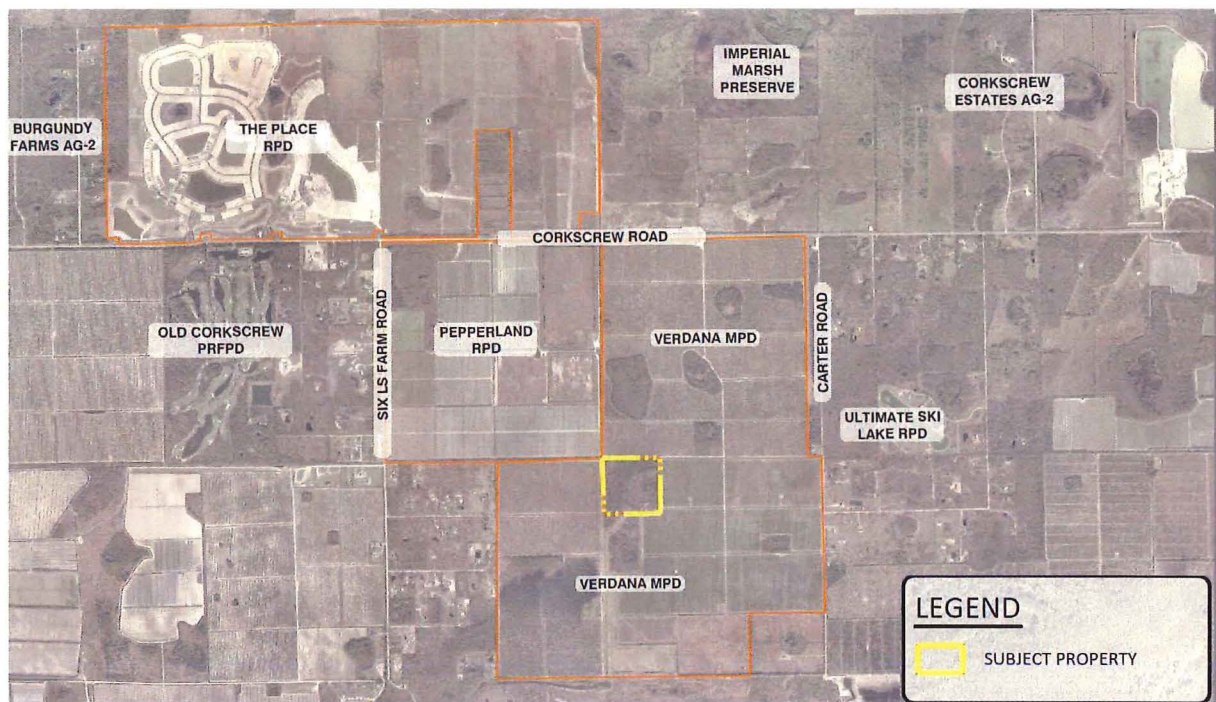 IMPERIAL
MARSH
PRESERVE
CORKSCREW
ESTATES AG-2
BURGUNDY
FARMS AG-2
THE PLACE
RPD
CORKSCREW ROAD
OLD CORKSCREW
PRFPD
SIX LS FARM ROAD
PEPPERLAND
RPD
VERDANA MPD
CARTER ROAD
ULTIMATE SKI
LAKE RPD
VERDANA MPD
LEGEND
SUBJECT PROPERTY